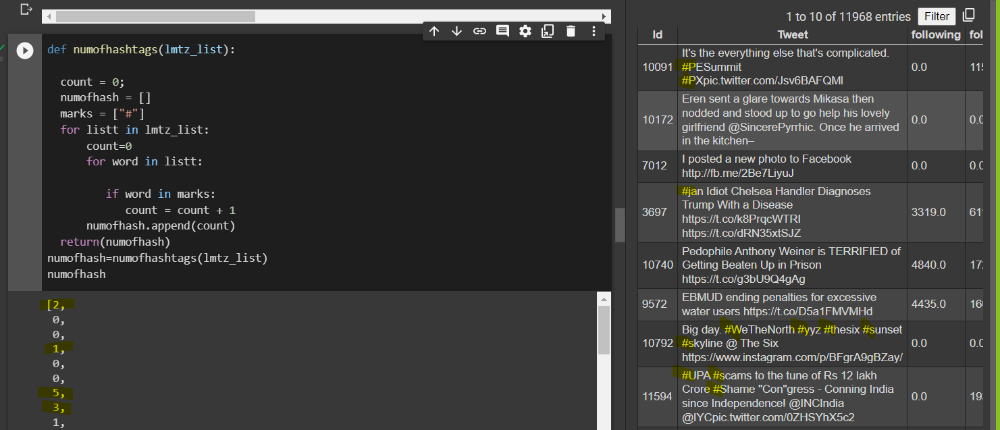 def numofhashtags(lmtz_list):
count = 0;
numofhash = []
marks = ["#"]
for listt in lmtz_list:
count=0
for word in listt:
if word in marks:
count = count + 1
numofhash.append(count)
return(numofhash)
numofhash=numofhashtags(lmtz_list)
numofhash
[2,
0,
0,
1,
0,
0,
5,
3,
1,
1 to 10 of 11968 entries Filter
Id Tweet following fol
10091 It's the everything else that's complicated.
#PESummit 0.0 115
#PXpic.twitter.com/Jsv6BAFQMl
Eren sent a glare towards Mikasa then
10172 nodded and stood up to go help his lovely 0.0 0.0
girlfriend @SincerePyrrhic. Once he arrived
in the kitchen–
7012 I posted a new photo to Facebook 0.0 0.0
http://fb.me/2Be7LiyuJ
#jan Idiot Chelsea Handler Diagnoses
3697 Trump With a Disease 3319.0 61
https://t.co/k8PrqcWTRI
https://t.co/dRN35xtSJZ
Pedophile Anthony Weiner is TERRIFIED of
10740 Getting Beaten Up in Prison 4840.0 17
https://t.co/g3bU9Q4gAg
9572 EBMUD ending penalties for excessive 4435.0 16
water users https://t.co/D5a1FMVMHd
Big day. #WeTheNorth #yyz #thesix #sunset
10792 #skyline @ The Six 0.0 0.0
https://www.instagram.com/p/BFgrA9gBZay/
#UPA #scams to the tune of Rs 12 lakh
11594 Crore #Shame "Con"gress - Conning India 0.0 19
since Independence! @INCIndia
@IYCpic.twitter.com/0ZHSYhX5c2